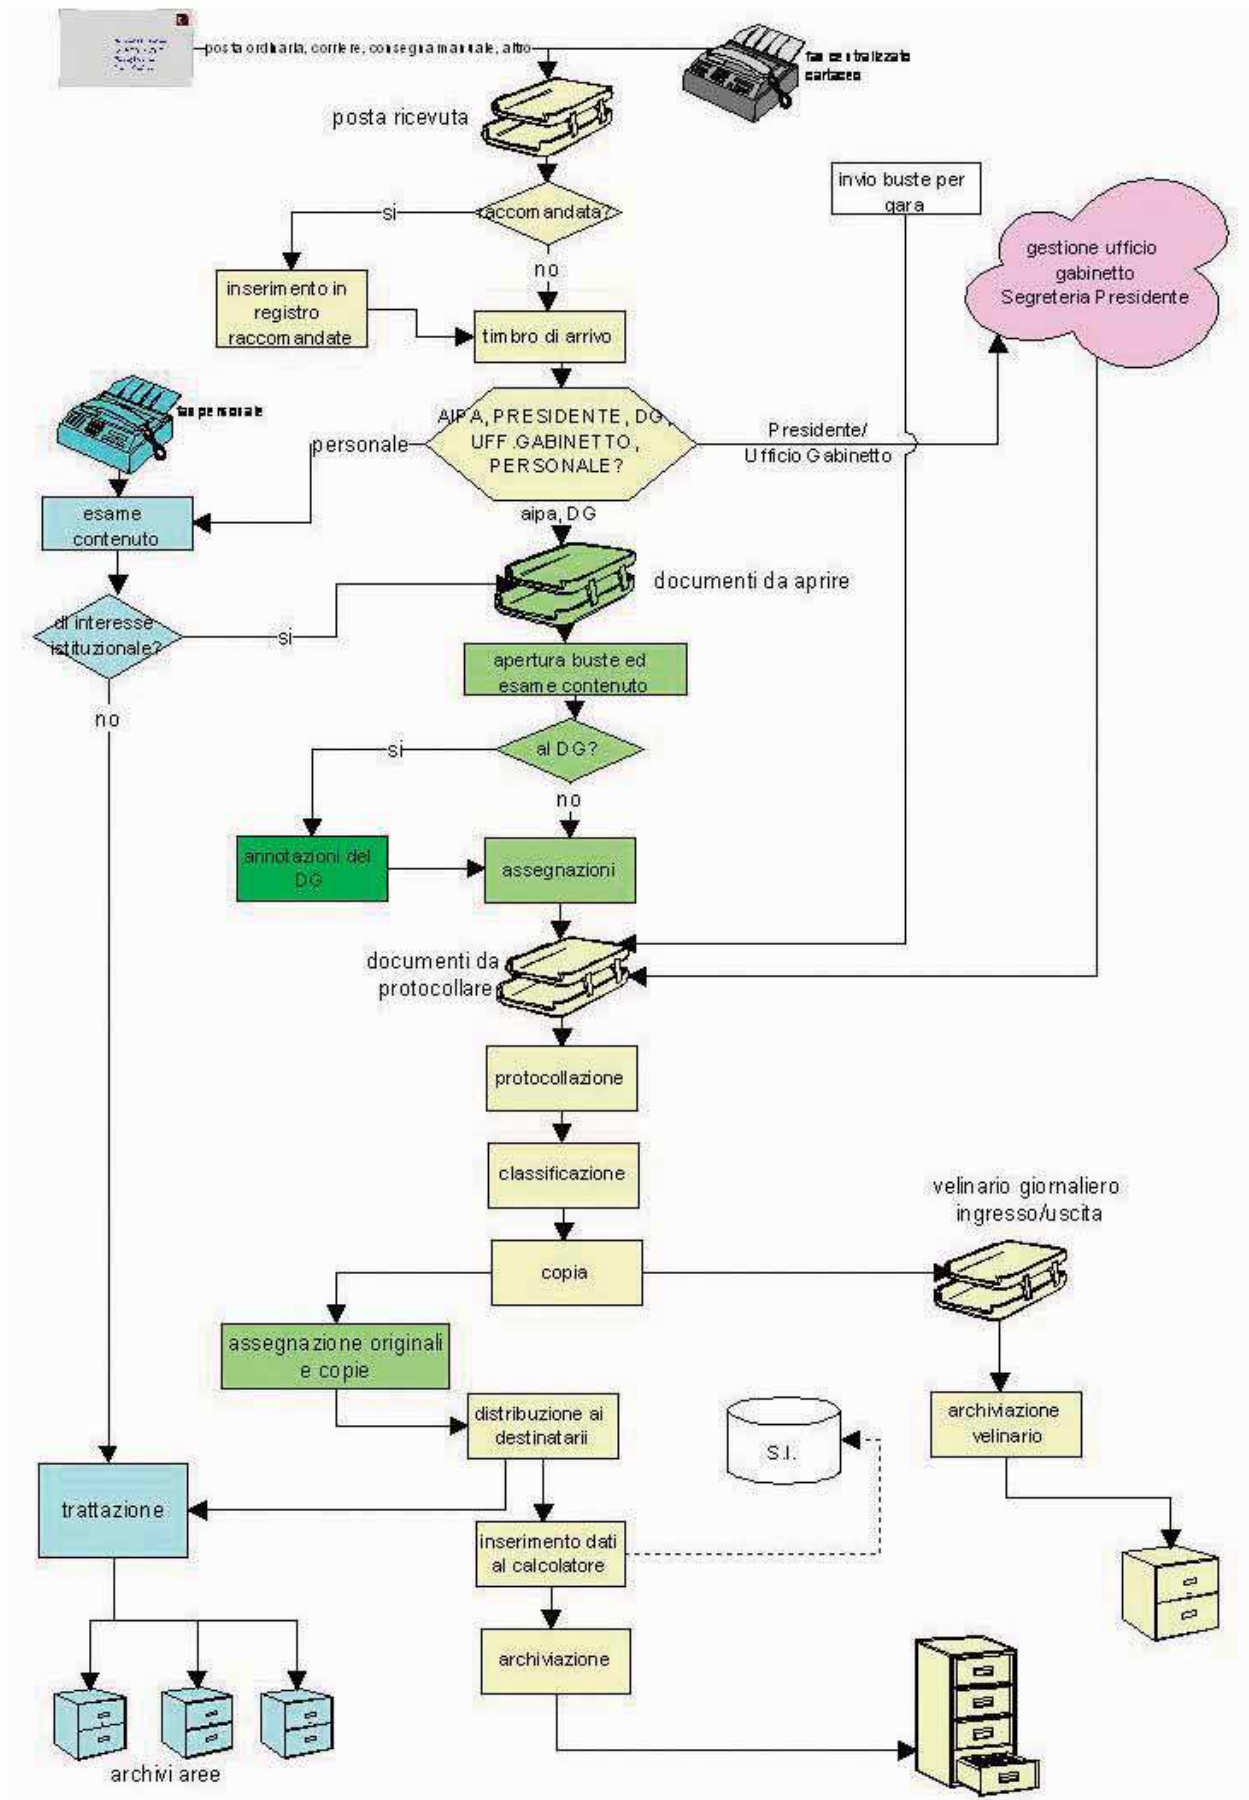 posta ordinaria, corriere, consegna manuale, altro
fax centralizzato
cartaceo
posta ricevuta
invio buste per
gara
raccomandata?
si
gestione ufficio
gabinetto
Segreteria Presidente
no
inserimento in
registro
raccomandate
timbro di arrivo
fax personale
AIPA, PRESIDENTE, DG,
UFF.GABINETTO,
PERSONALE?
personale
Presidente/
Ufficio Gabinetto
esame
contenuto
aipa, DG
documenti da aprire
di interesse
istituzionale?
si
apertura buste ed
esame contenuto
no
al DG?
si
no
annotazioni del
DG
assegnazioni
documenti da
protocollare
protocollazione
classificazione
velinario giornaliero
ingresso/uscita
copia
assegnazione originali
e copie
distribuzione ai
destinatarii
archiviazione
velinario
S.I.
trattazione
inserimento dati
al calcolatore
archiviazione
archivi aree